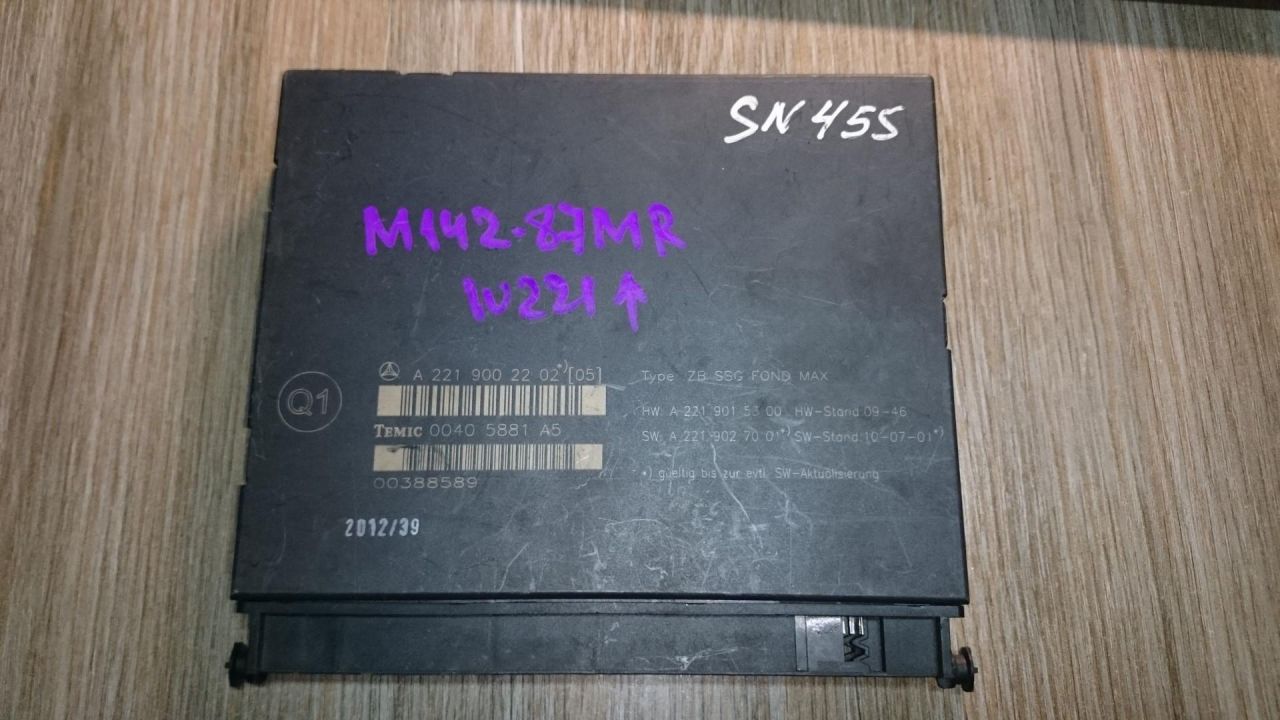 SN 455
M142-87MR
W221↑
A 221 900 22 02*)[05]
Q1
TEMIC 0040 5881 A5
00388589
2012/39
Type: ZB SSG FOND MAX
HW: A 221 901 53 00 HW-Stand:09-46
SW: A 221 902 70 01*) SW-Stand:10-07-01*)
*) gueltig bis zur evtl. SW-Aktualisierung